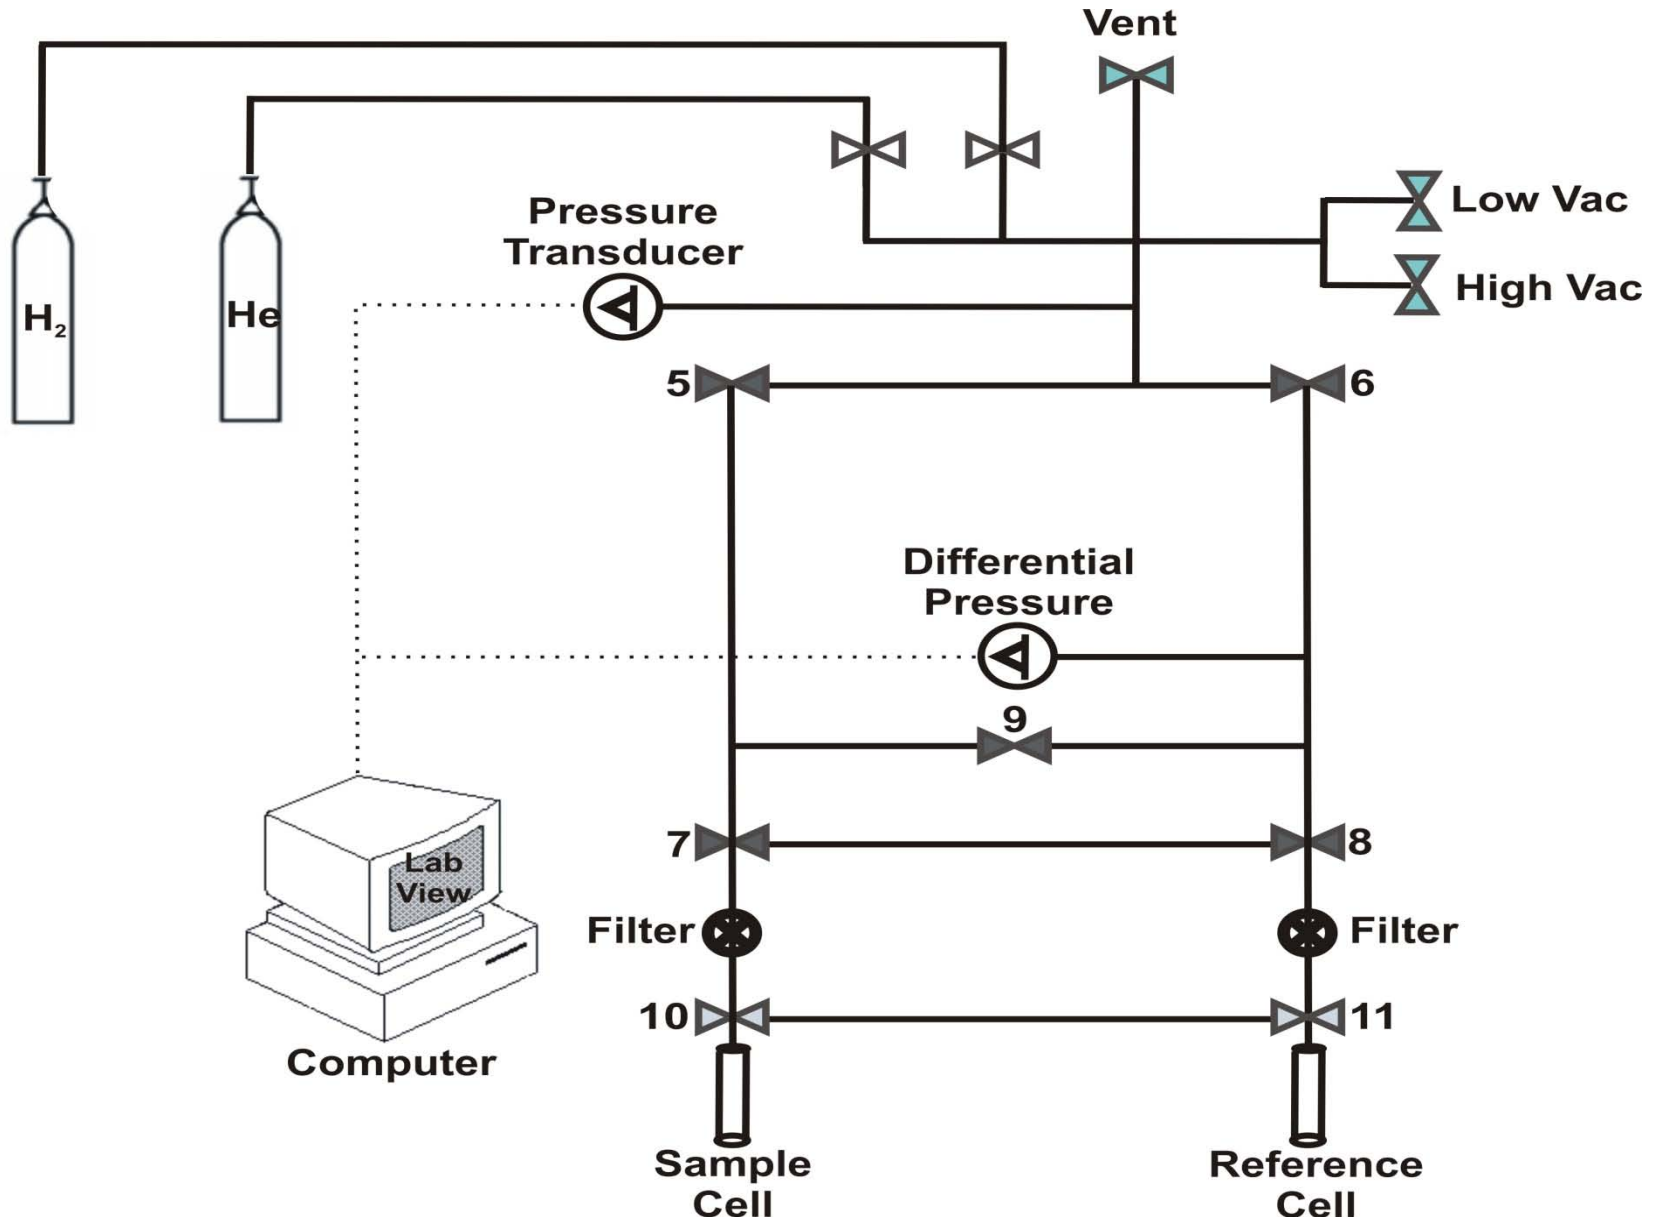 Vent
Pressure
Transducer
Low Vac
High Vac
H2
He
5
6
Differential
Pressure
9
7
8
Lab
View
Filter
Filter
10
11
Computer
Sample
Cell
Reference
Cell